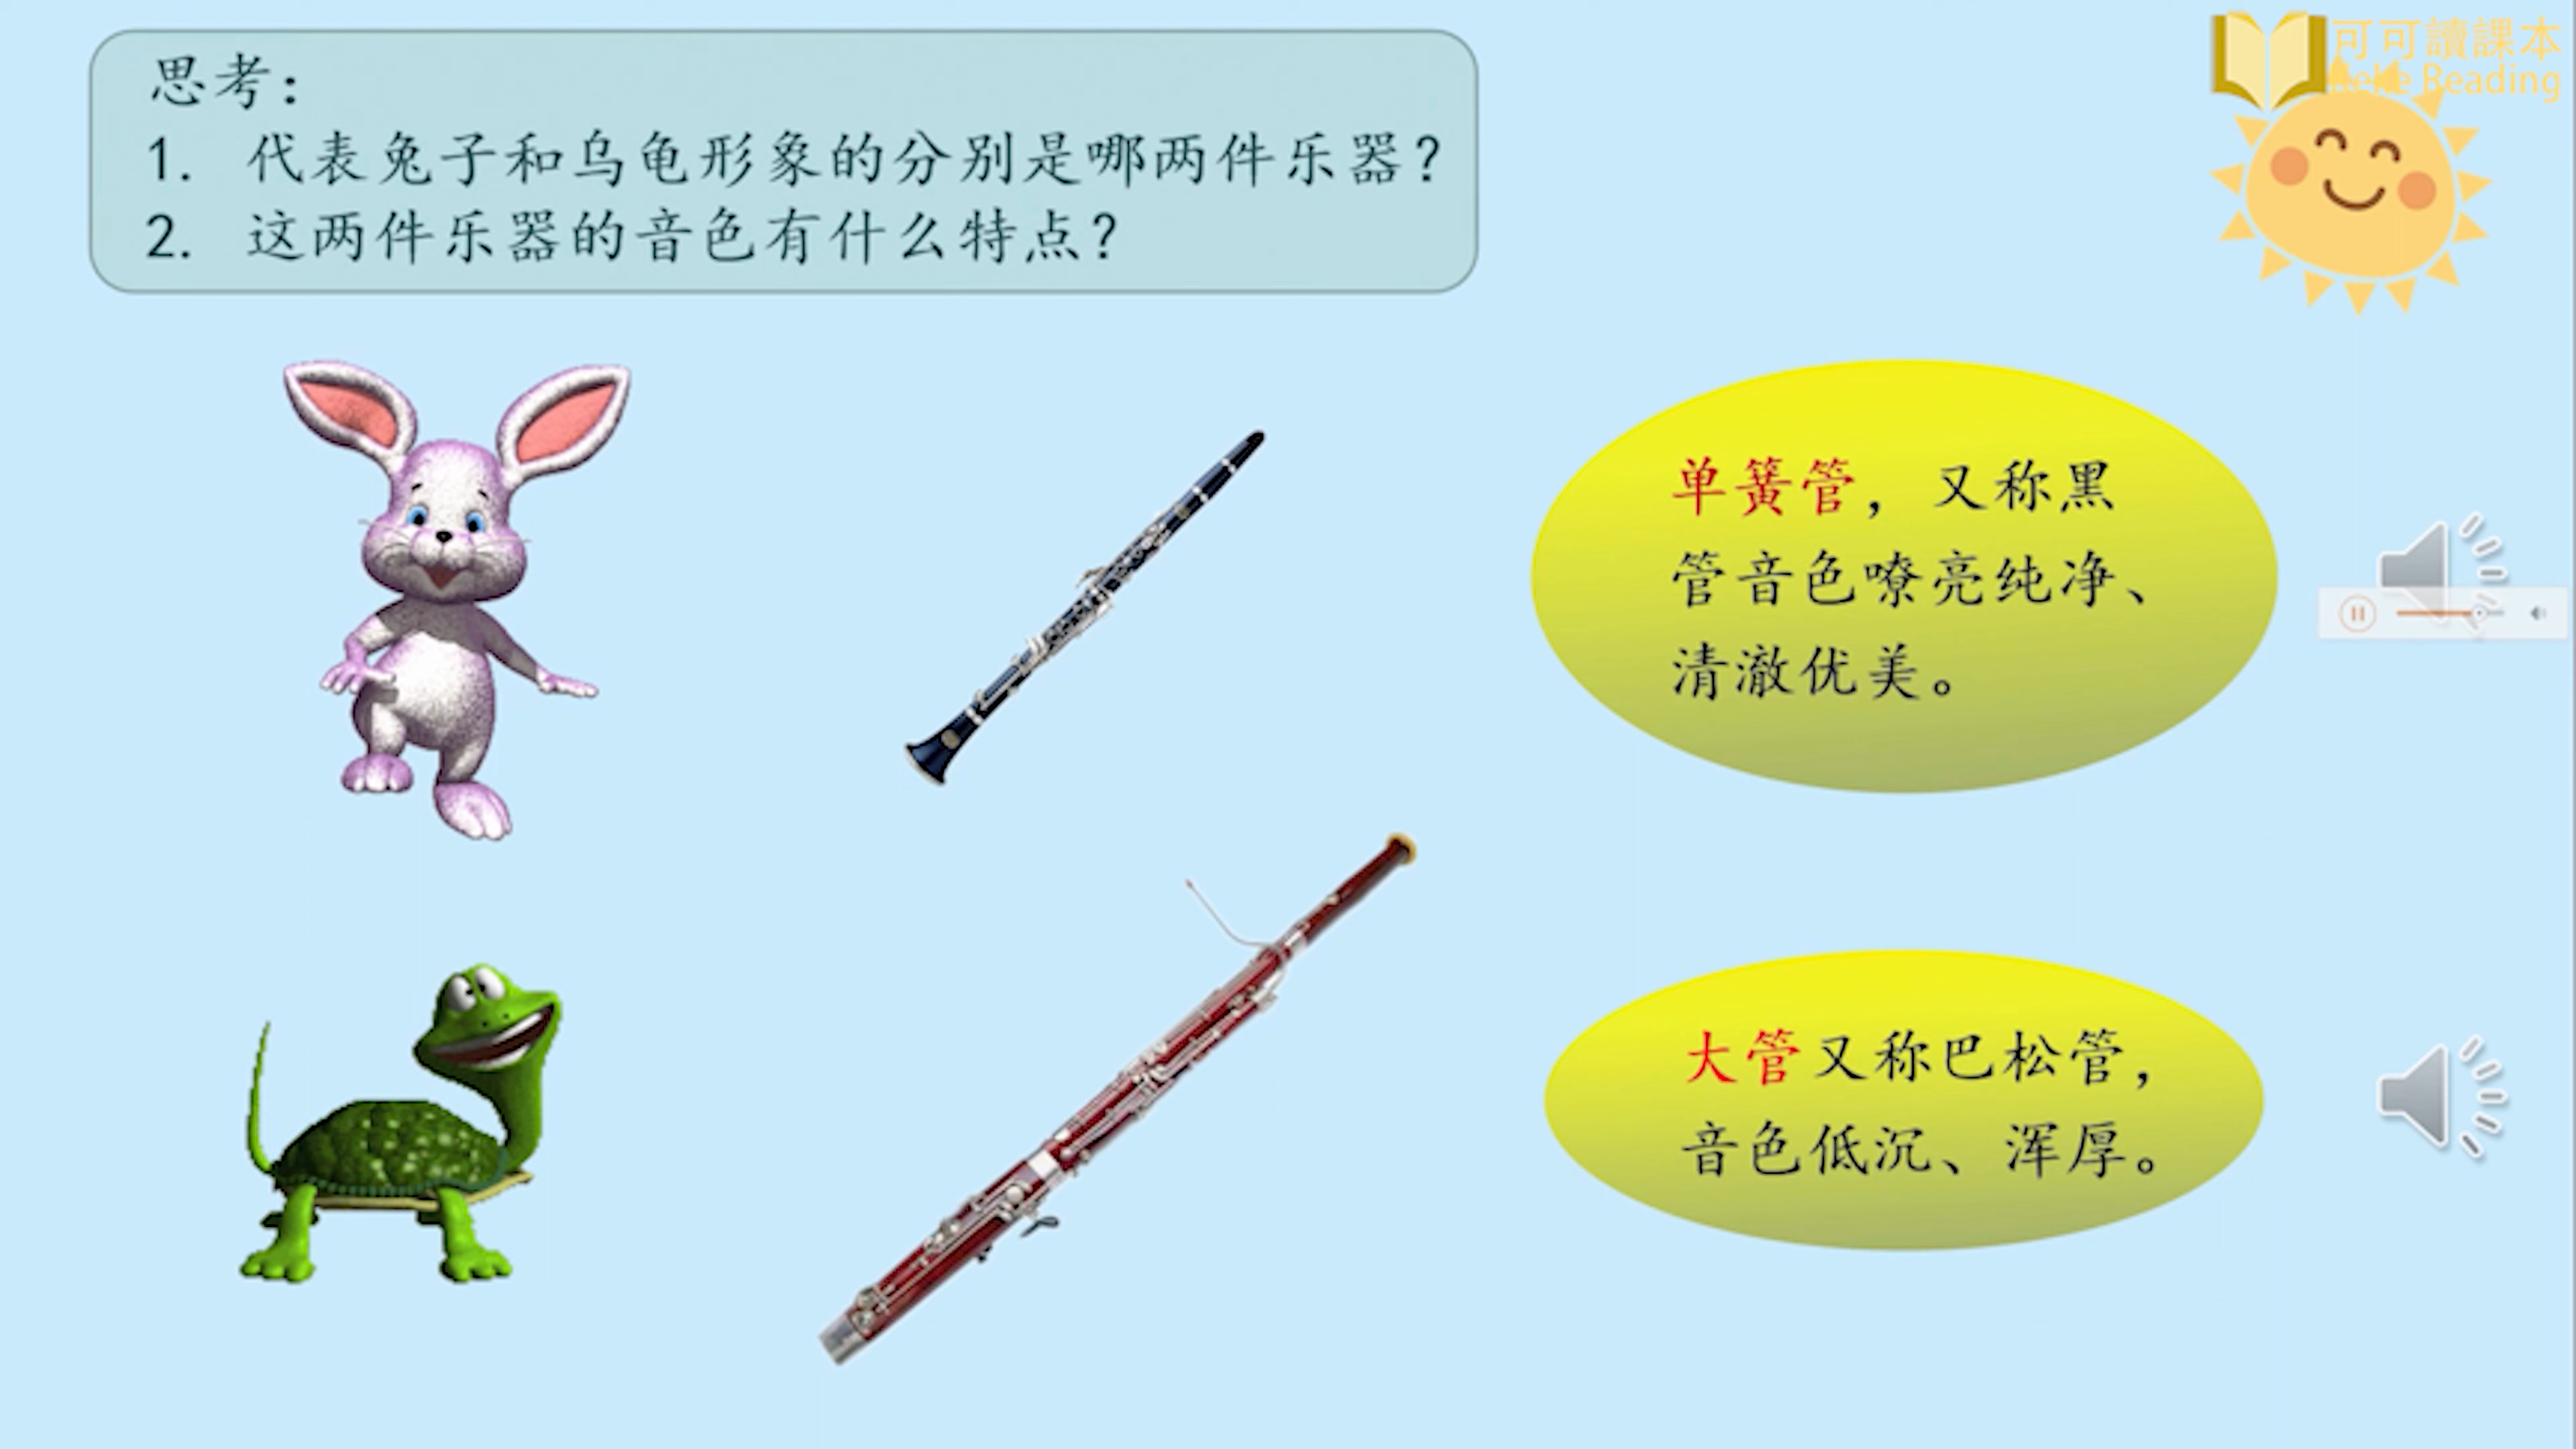 可可讀課本
KeKe Reading
思考：
1. 代表兔子和乌龟形象的分别是哪两件乐器？
2. 这两件乐器的音色有什么特点？
单簧管，又称黑
管音色嘹亮纯净、
清澈优美。
大管又称巴松管，
音色低沉、浑厚。